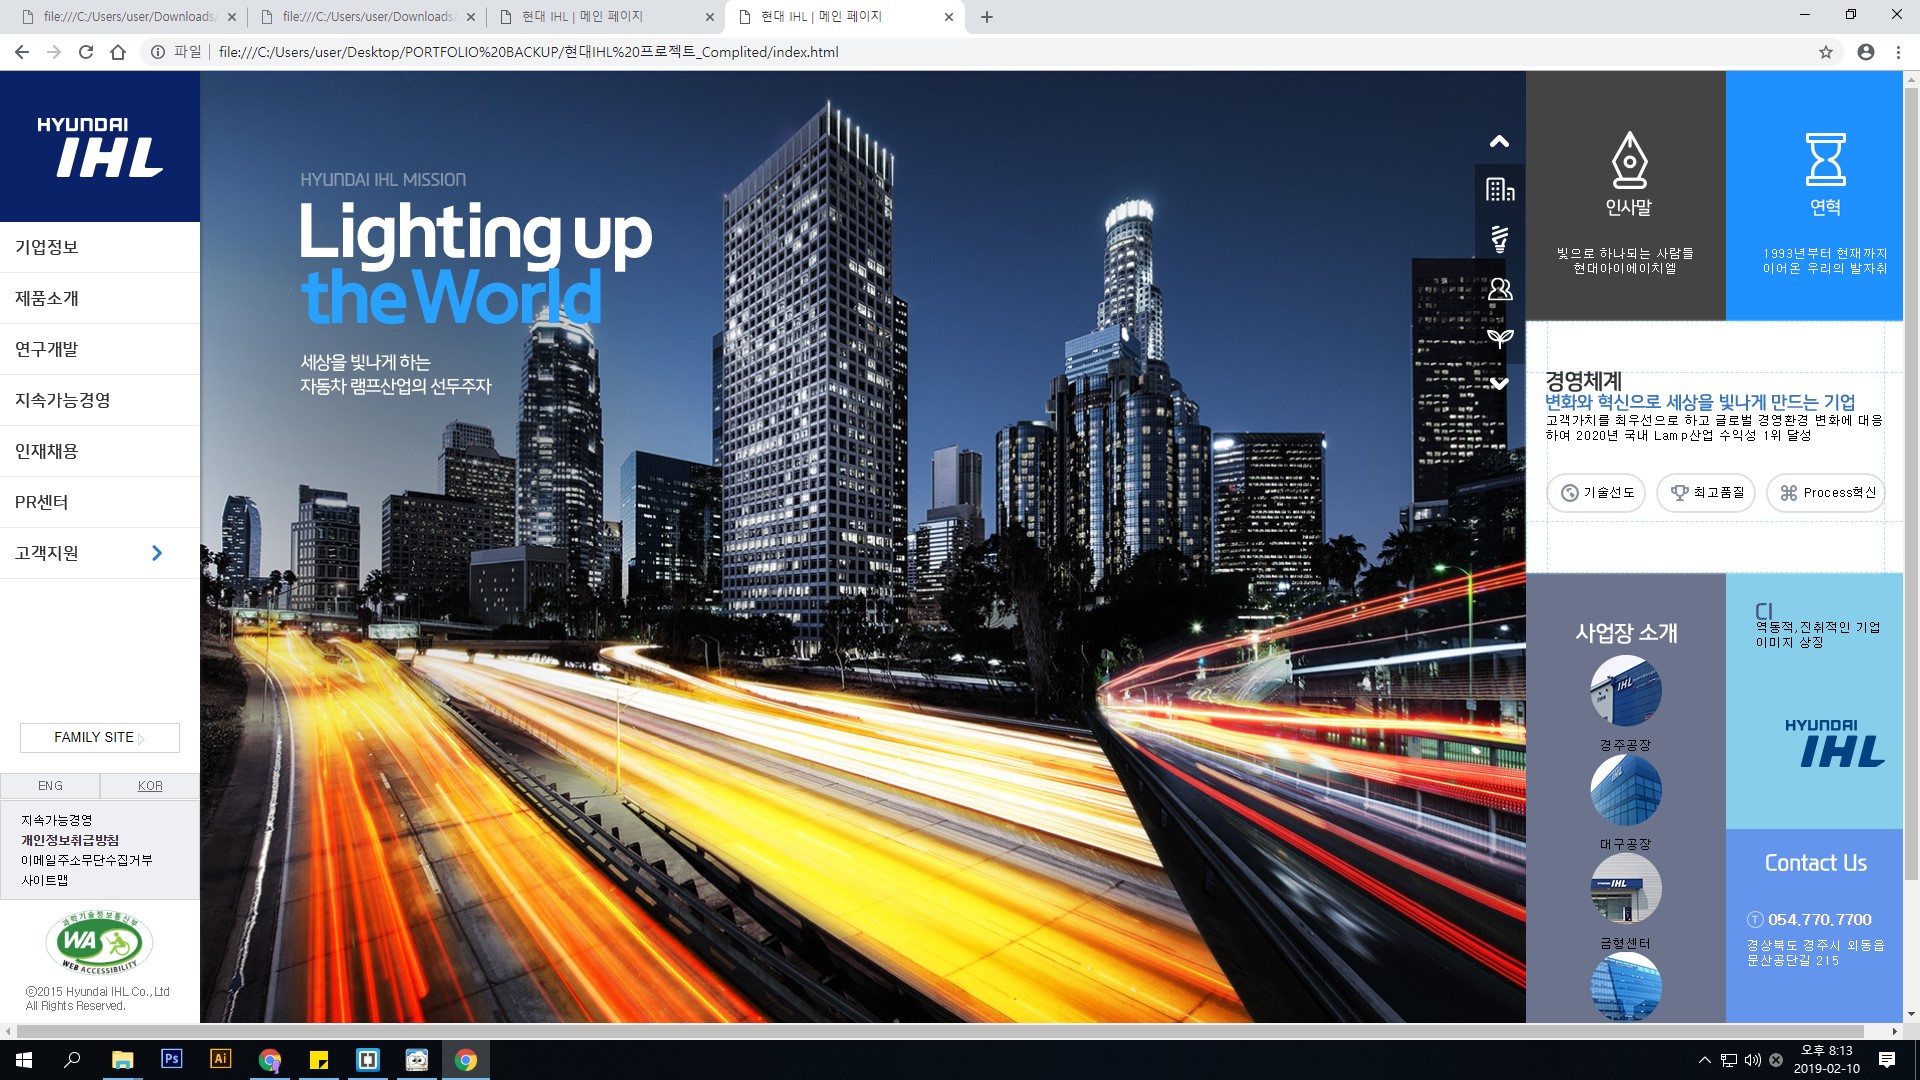 file:///C:/Users/user/Downloads/
file:///C:/Users/user/Downloads/
현대 IHL | 메인 페이지
현대 IHL | 메인 페이지
파일
file:///C:/Users/user/Desktop/PORTFOLIO%20BACKUP/현대IHL%20프로젝트_Complited/index.html
HYUNDAI
IHL
기업정보
제품소개
연구개발
지속가능경영
인재채용
PR센터
고객지원
FAMILY SITE
ENG
KOR
지속가능경영
개인정보취급방침
이메일주소무단수집거부
사이트맵
과학기술정보통신부
WA
WEB ACCESSIBILITY
©2015 Hyundai IHL Co.,Ltd
All Rights Reserved.
HYUNDAI IHL MISSION
Lighting up
the World
세상을 빛나게 하는
자동차 램프산업의 선두주자
인사말
빛으로 하나되는 사람들
현대아이에이치엘
연혁
1993년부터 현재까지
이어온 우리의 발자취
경영체계
변화와 혁신으로 세상을 빛나게 만드는 기업
고객가치를 최우선으로 하고 글로벌 경영환경 변화에 대응
하여 2020년 국내 Lamp산업 수익성 1위 달성
기술선도
최고품질
Process혁신
사업장 소개
IHL
경주공장
IHL
대구공장
IHL
금형센터
CI
역동적,진취적인 기업
이미지 상징
HYUNDAI
IHL
Contact Us
T 054.770.7700
경상북도 경주시 외동읍
문산공단길 215
Ps
Ai
오후 8:13
2019-02-10